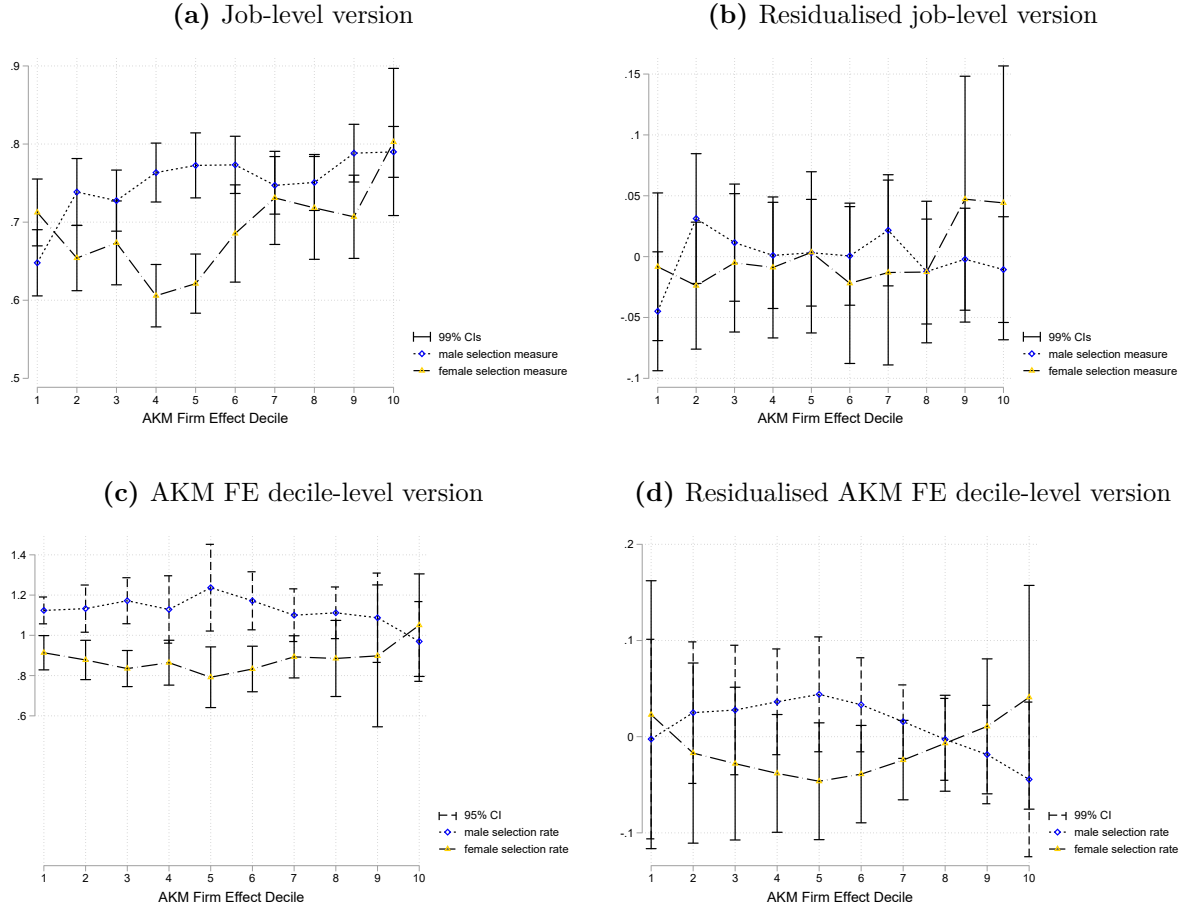 (a) Job-level version
.9
.8
.7
.6
.5
1 2 3 4 5 6 7 8 9 10
AKM Firm Effect Decile
99% CIs
male selection measure
female selection measure
(b) Residualised job-level version
.15
.1
.05
0
-.05
-.1
1 2 3 4 5 6 7 8 9 10
AKM Firm Effect Decile
99% CIs
male selection measure
female selection measure
(c) AKM FE decile-level version
1.4
1.2
1
.8
.6
1 2 3 4 5 6 7 8 9 10
AKM Firm Effect Decile
95% CI
male selection rate
female selection rate
(d) Residualised AKM FE decile-level version
.2
.1
0
-.1
1 2 3 4 5 6 7 8 9 10
AKM Firm Effect Decile
99% CI
male selection rate
female selection rate